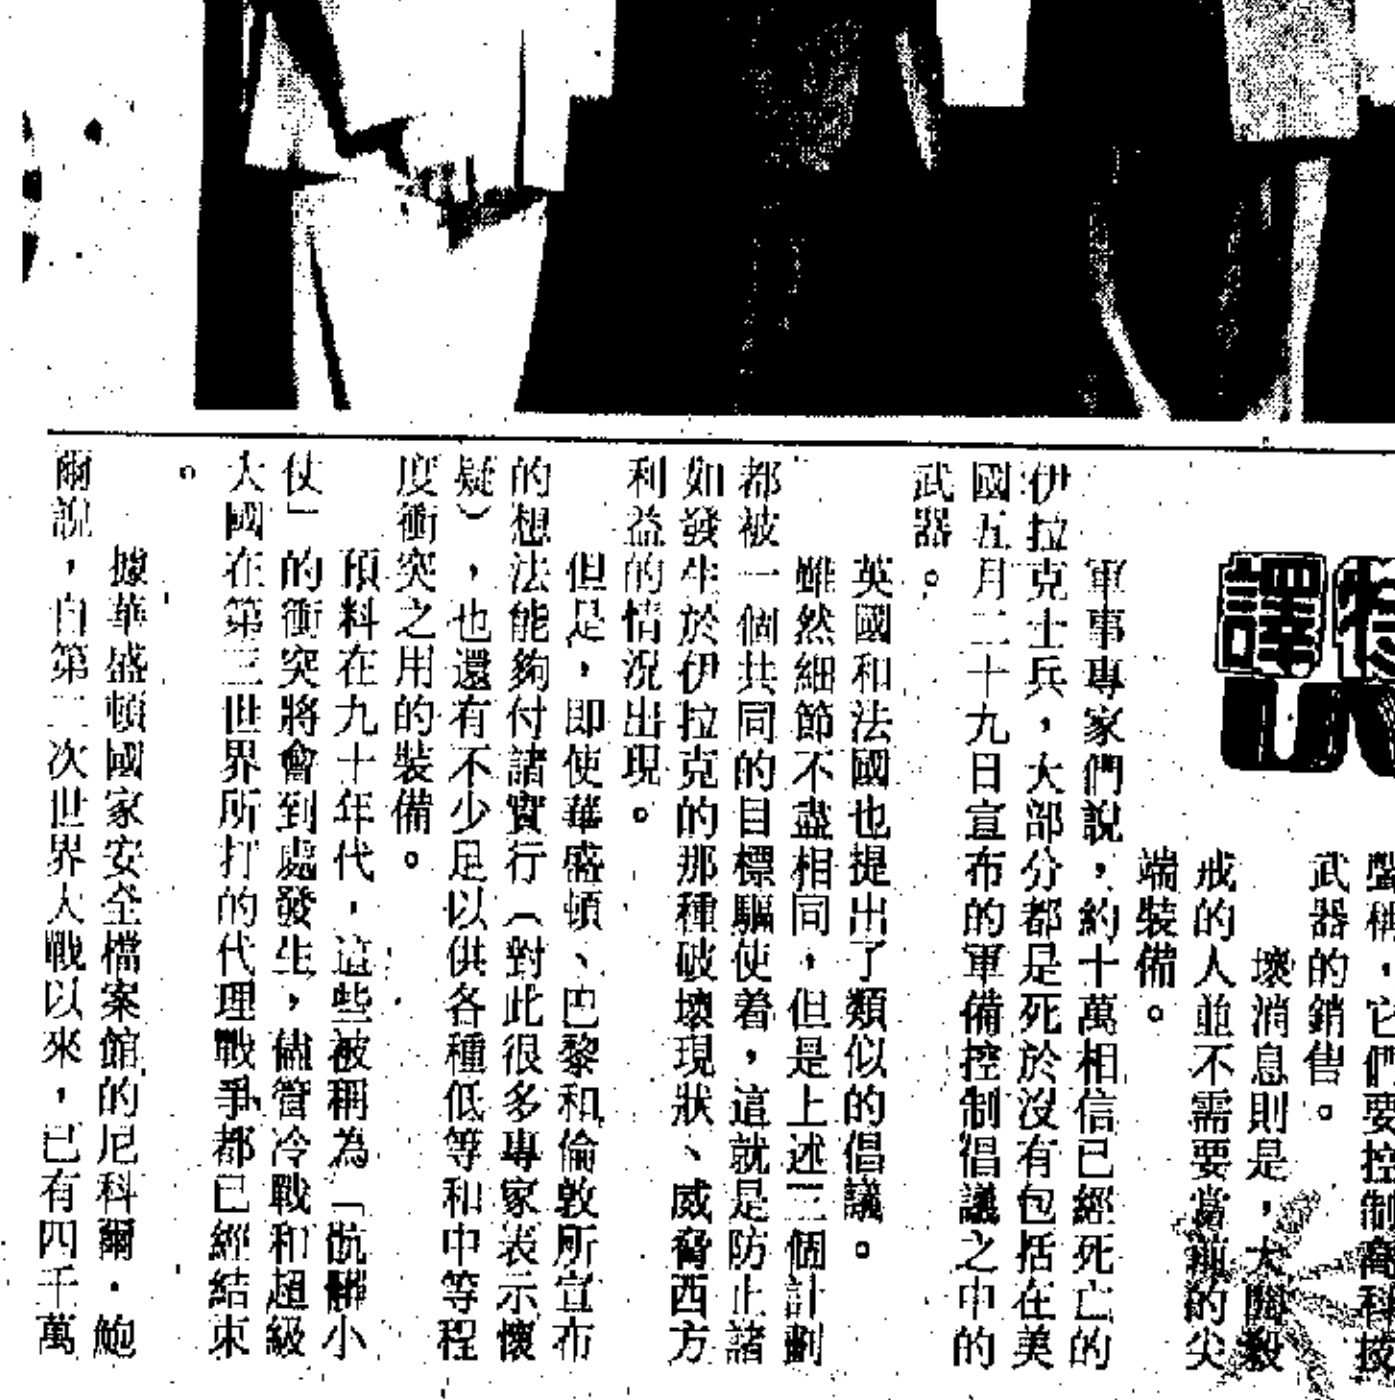 特譯
聲稱，它們要控制高科技
武器的銷售。
壞消息則是，大開殺
戒的人並不需要當前的尖
端裝備。
軍事專家們說，約十萬相信已經死亡的
伊拉克士兵，大部分都是死於沒有包括在美
國五月二十九日宣布的軍備控制倡議之中的
武器。
英國和法國也提出了類似的倡議。
雖然細節不盡相同，但是上述三個計劃
都被一個共同的目標驅使着，這就是防止諸
如發生於伊拉克的那種破壞現狀、威脅西方
利益的情況出現。
但是，即使華盛頓、巴黎和倫敦所宣布
的想法能夠付諸實行（對此很多專家表示懷
疑），也還有不少足以供各種低等和中等程
度衝突之用的裝備。
預料在九十年代，這些被稱為「骯髒小
仗」的衝突將會到處發生，儘管冷戰和超級
大國在第三世界所打的代理戰爭都已經結束
。
據華盛頓國家安全檔案館的尼科爾·鮑
爾說，自第二次世界大戰以來，已有四千萬